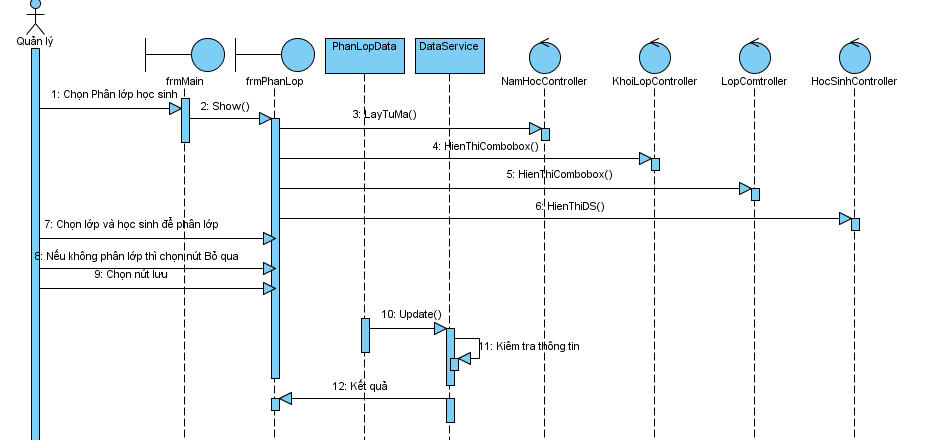 Quản lý
frmMain
frmPhanLop
PhanLopData
DataService
NamHocController
KhoiLopController
LopComtroller
HocSinhController
1: Chọn Phân lớp học sinh
2: Show()
3: LayTuMa()
4: HienThiCombobox()
5: HienThiCombobox()
6: HienThiDS()
7: Chọn lớp và học sinh để phân lớp
8: Nếu không phân lớp thì chọn nút Bỏ qua
9: Chọn nút lưu
10: Update()
11: Kiêm tra thông tin
12: Kết quả